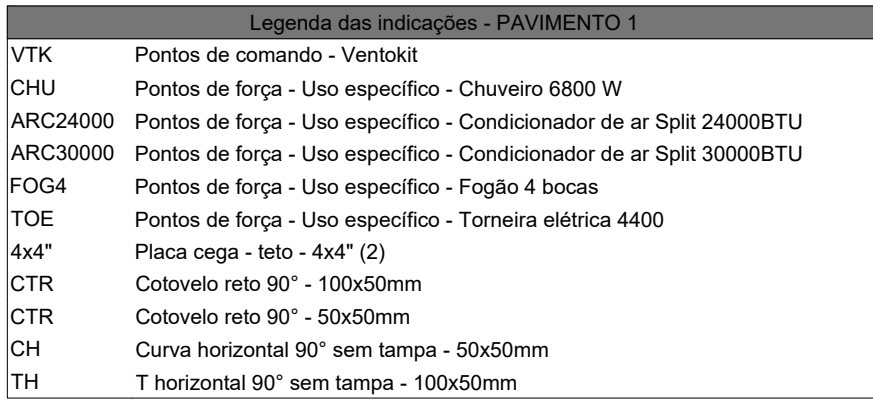 Legenda das indicações - PAVIMENTO 1
VTK Pontos de comando - Ventokit
CHU Pontos de força - Uso específico - Chuveiro 6800 W
ARC24000 Pontos de força - Uso específico - Condicionador de ar Split 24000BTU
ARC30000 Pontos de força - Uso específico - Condicionador de ar Split 30000BTU
FOG4 Pontos de força - Uso específico - Fogão 4 bocas
TOE Pontos de força - Uso específico - Torneira elétrica 4400
4x4" Placa cega - teto - 4x4" (2)
CTR Cotovelo reto 90° - 100x50mm
CTR Cotovelo reto 90° - 50x50mm
CH Curva horizontal 90° sem tampa - 50x50mm
TH T horizontal 90° sem tampa - 100x50mm